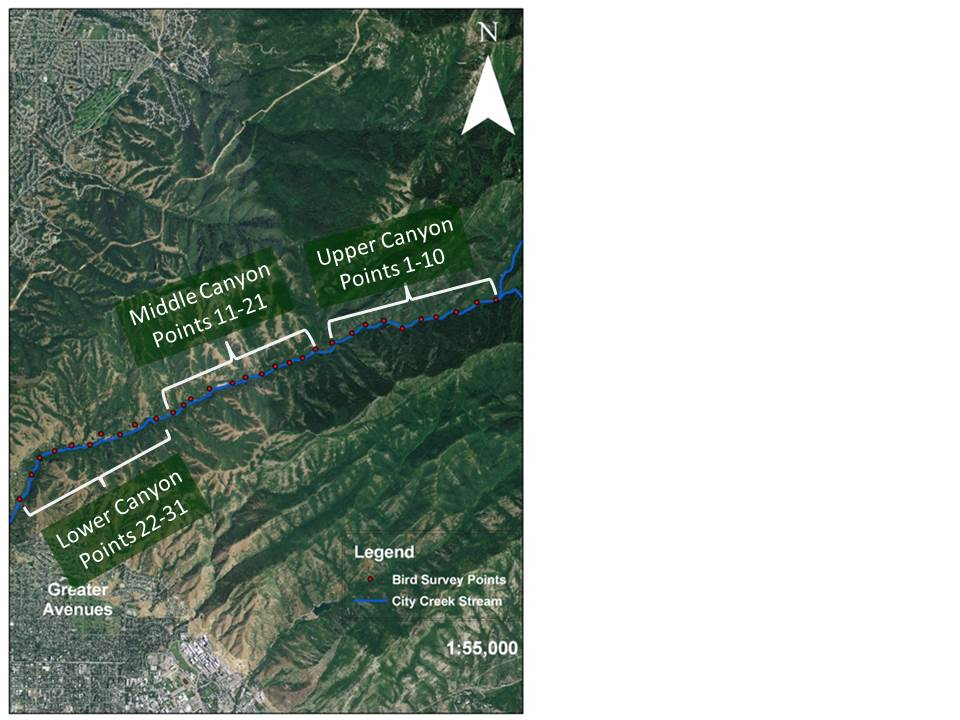 N
Upper Canyon
Points 1-10
Middle Canyon
Points 11-21
Lower Canyon
Points 22-31
Greater
Avenues
Legend
Bird Survey Points
City Creek Stream
1:55,000